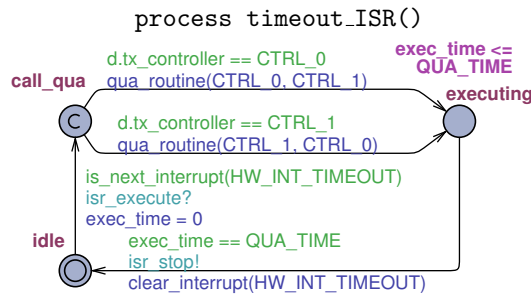 process timeout_ISR()
d.tx_controller == CTRL_0
qua_routine(CTRL_0, CTRL_1)
exec_time <=
QUA_TIME
call_qua
executing
C
d.tx_controller == CTRL_1
qua_routine(CTRL_1, CTRL_0)
is_next_interrupt(HW_INT_TIMEOUT)
isr_execute?
exec_time = 0
idle
exec_time == QUA_TIME
isr_stop!
clear_interrupt(HW_INT_TIMEOUT)